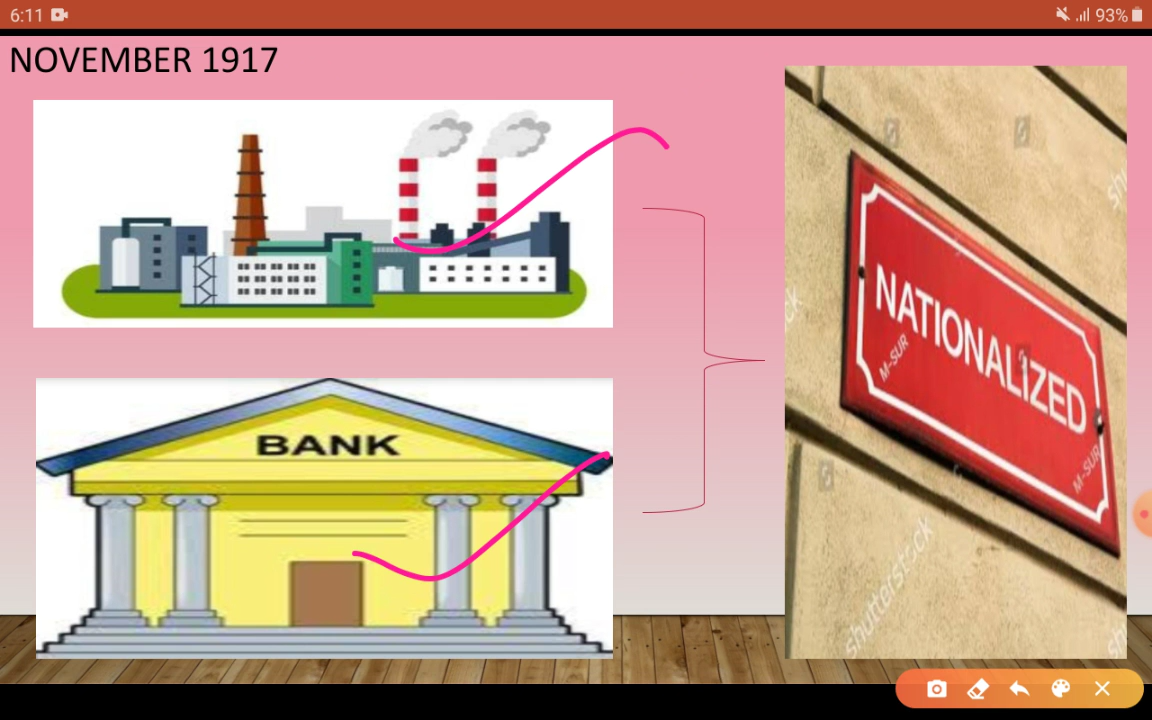 6:11
93%
NOVEMBER 1917
BANK
NATIONALIZED
M-SUR
M-SUR
shutterstock